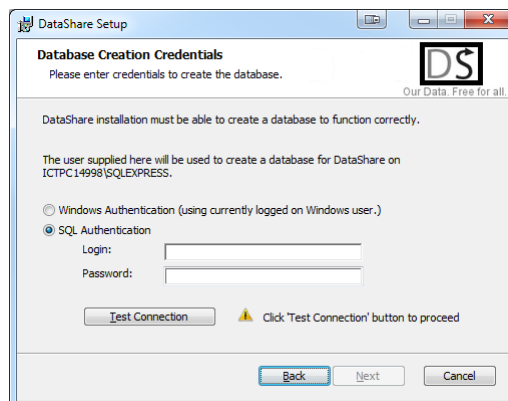 DataShare Setup
Database Creation Credentials
Please enter credentials to create the database.
DS
Our Data. Free for all.
DataShare installation must be able to create a database to function correctly.
The user supplied here will be used to create a database for DataShare on
ICTPC14998\SQLEXPRESS.
Windows Authentication (using currently logged on Windows user.)
SQL Authentication
Login:
Password:
Test Connection
Click 'Test Connection' button to proceed
Back
Next
Cancel